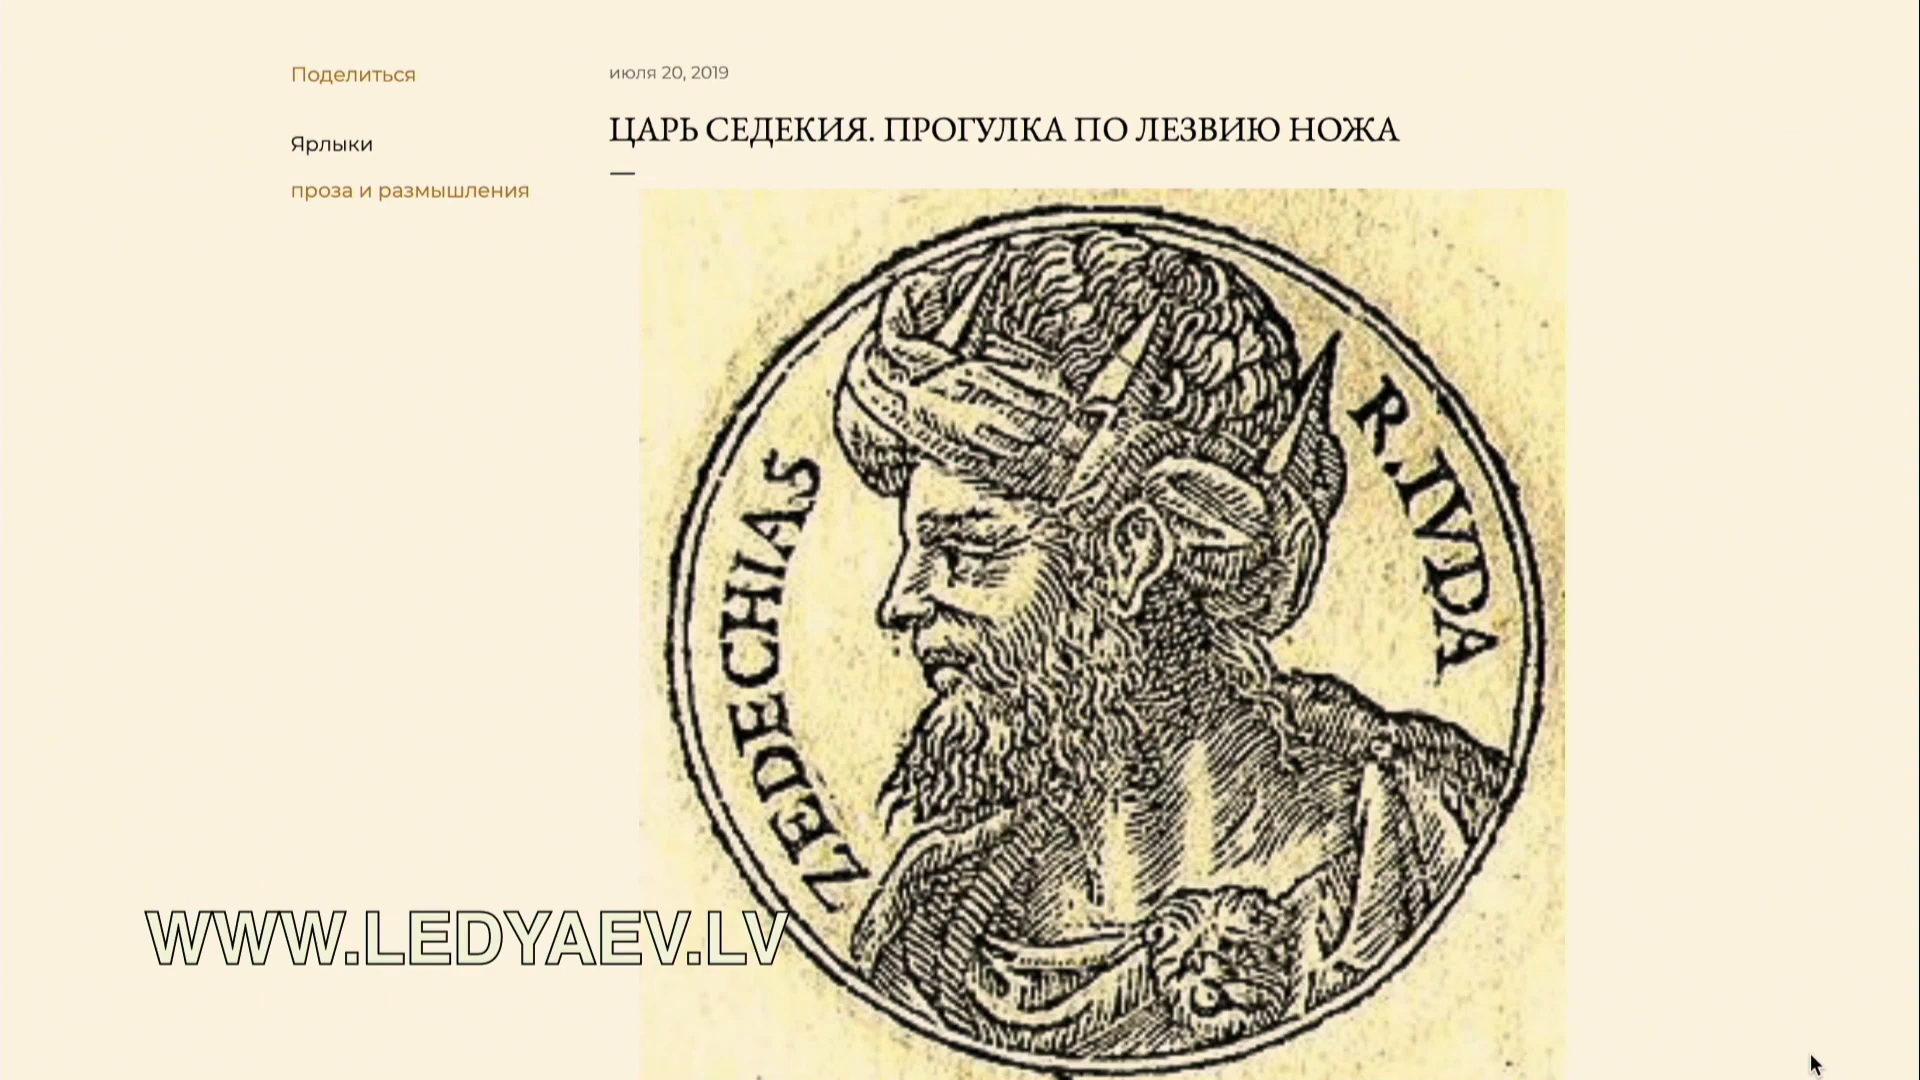 Поделиться
Ярлыки
проза и размышления
июля 20, 2019
ЦАРЬ СЕДЕКИЯ. ПРОГУЛКА ПО ЛЕЗВИЮ НОЖА
ZEDECHIAS
R. IVDA
WWW.LEDYAEV.LV